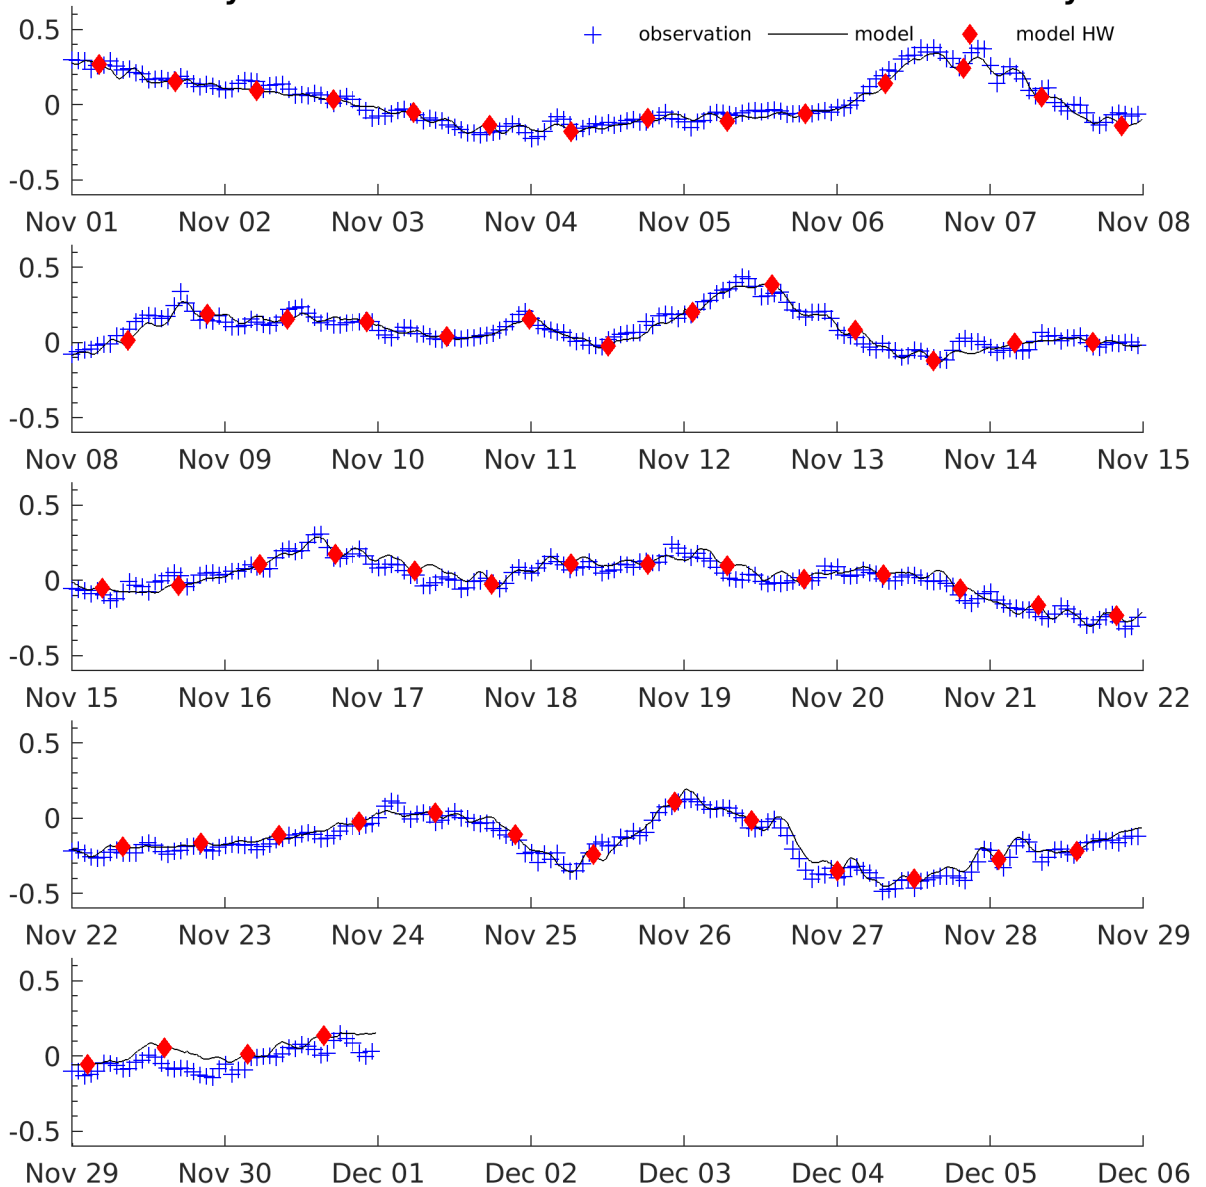 0.5
observation
model
model HW
0
-0.5
Nov 01 Nov 02 Nov 03 Nov 04 Nov 05 Nov 06 Nov 07 Nov 08
0.5
0
-0.5
Nov 08 Nov 09 Nov 10 Nov 11 Nov 12 Nov 13 Nov 14 Nov 15
0.5
0
-0.5
Nov 15 Nov 16 Nov 17 Nov 18 Nov 19 Nov 20 Nov 21 Nov 22
0.5
0
-0.5
Nov 22 Nov 23 Nov 24 Nov 25 Nov 26 Nov 27 Nov 28 Nov 29
0.5
0
-0.5
Nov 29 Nov 30 Dec 01 Dec 02 Dec 03 Dec 04 Dec 05 Dec 06